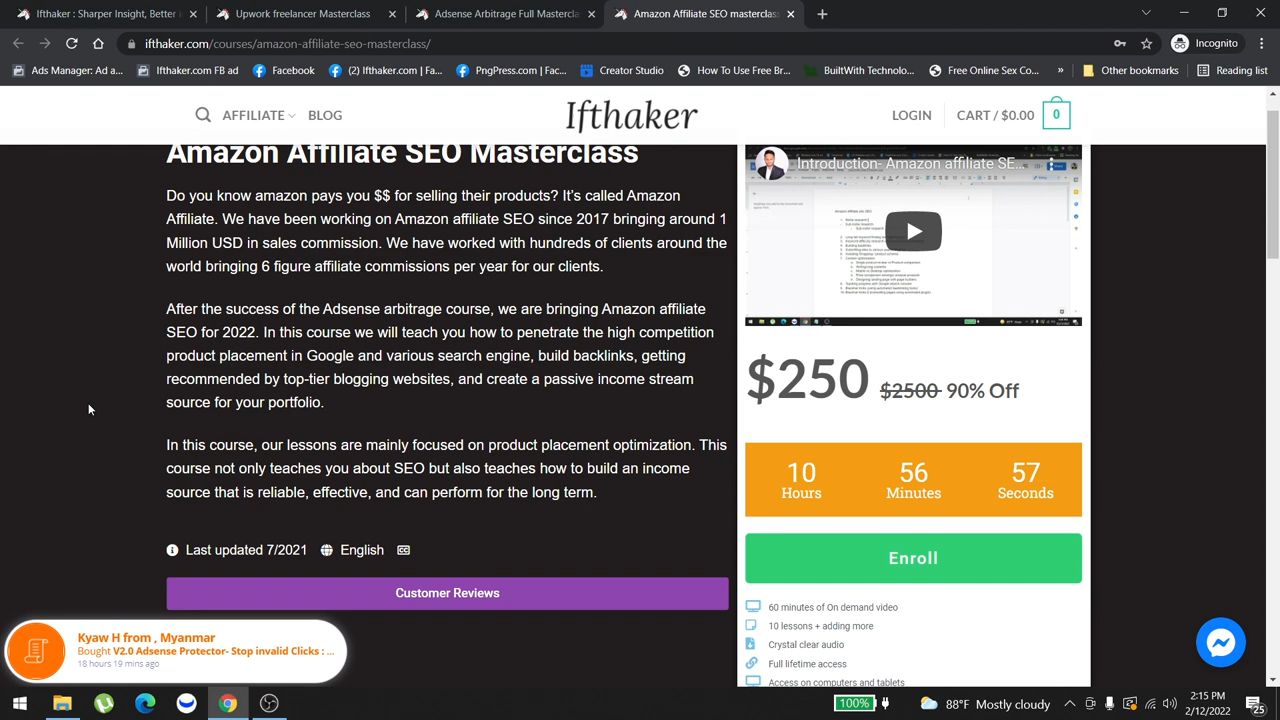 Ifthaker : Shopify Insight, Better
Upwork Masterclass
Adsense Arbitrage Full Mastercla
Amazon Affiliate SEO mastercla
ifthaker.com/courses/amazon-affiliate-seo-masterclass/
Incognito
Ads Manager: Ad a...
Ifthaker.com FB ad
Facebook
(2) Ifthaker.com | Fa...
PngPress.com | Fac...
Creator Studio
How To Use Free Br...
BuiltWith Technolo...
Free Online Sex Co...
»
Other bookmarks
Reading list
AFFILIATE
BLOG
Ifthaker
LOGIN
CART / $0.00
0
Amazon Affiliate SEO Masterclass
Do you know amazon pays you $$ for selling their products? It's called Amazon
Affiliate. We have been working on Amazon affiliate SEO since 2017 bringing around 1
Million USD in sales commission. We have worked with hundreds of clients around the
world bringing 6 figure affiliate commission per year for our clients.
After the success of the Adsense arbitrage course, we are bringing Amazon affiliate
SEO for 2022. In this course, we will teach you how to penetrate the high competition
product placement in Google and various search engine, build backlinks, getting
recommended by top-tier blogging websites, and create a passive income stream
source for your portfolio.
In this course, our lessons are mainly focused on product placement optimization. This
course not only teaches you about SEO but also teaches how to build an income
source that is reliable, effective, and can perform for the long term.
Last updated 7/2021
English
Customer Reviews
Introduction- Amazon affiliate SE...
$250 $2500 90% Off
10 56 57
Hours Minutes Seconds
Enroll
60 minutes of On demand video
10 lessons + adding more
Crystal clear audio
Full lifetime access
Access on computers and tablets
Kyaw H from , Myanmar
Bought V2.0 Adsense Protector- Stop invalid Clicks : ...
18 hours 19 mins ago
100%
88°F Mostly cloudy
2:15 PM
2/12/2022
25